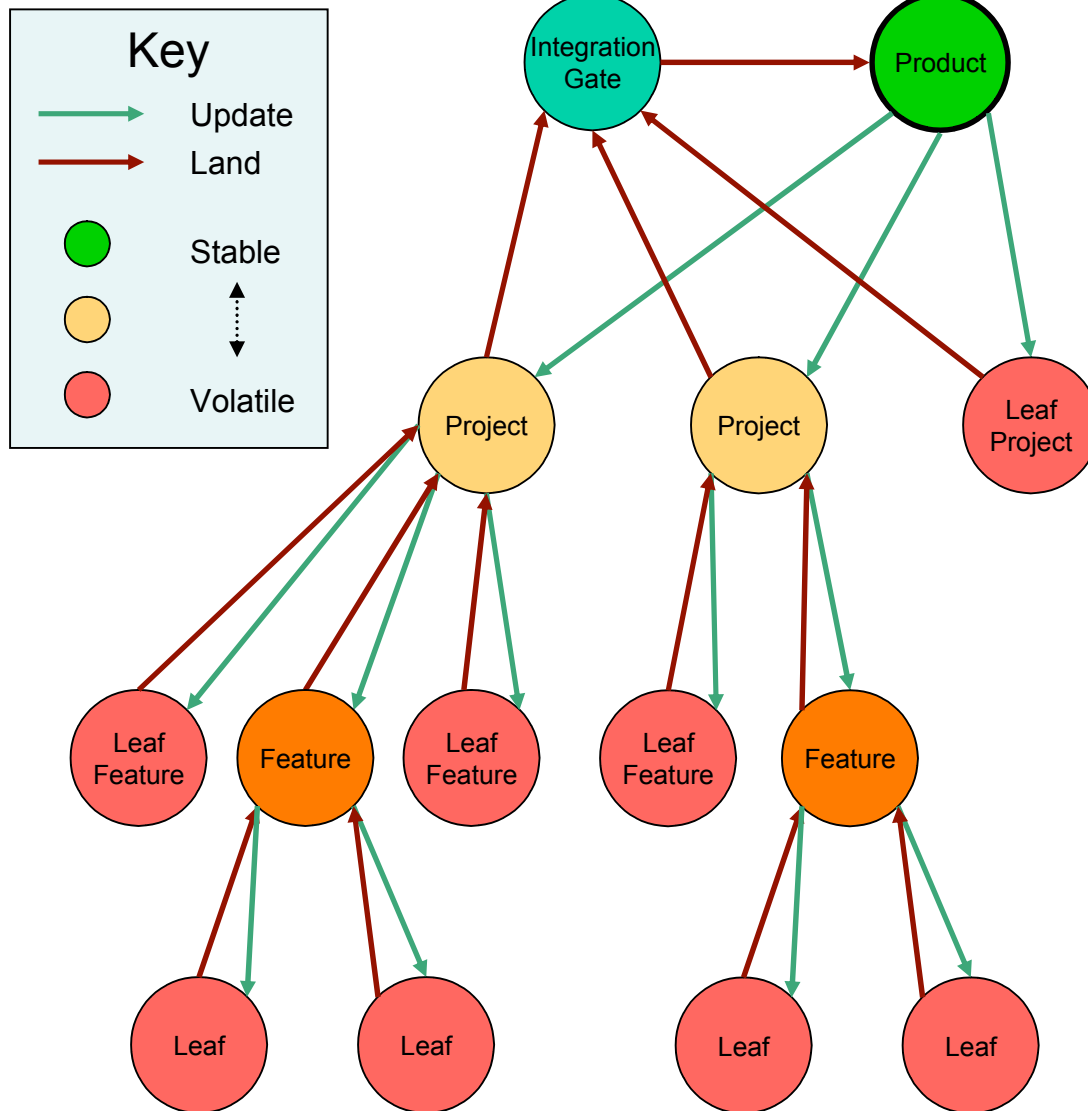 Key
Update
Land
Stable
Volatile
Integration
Gate
Product
Project
Project
Leaf
Project
Leaf
Feature
Feature
Leaf
Feature
Leaf
Feature
Feature
Leaf
Leaf
Leaf
Leaf